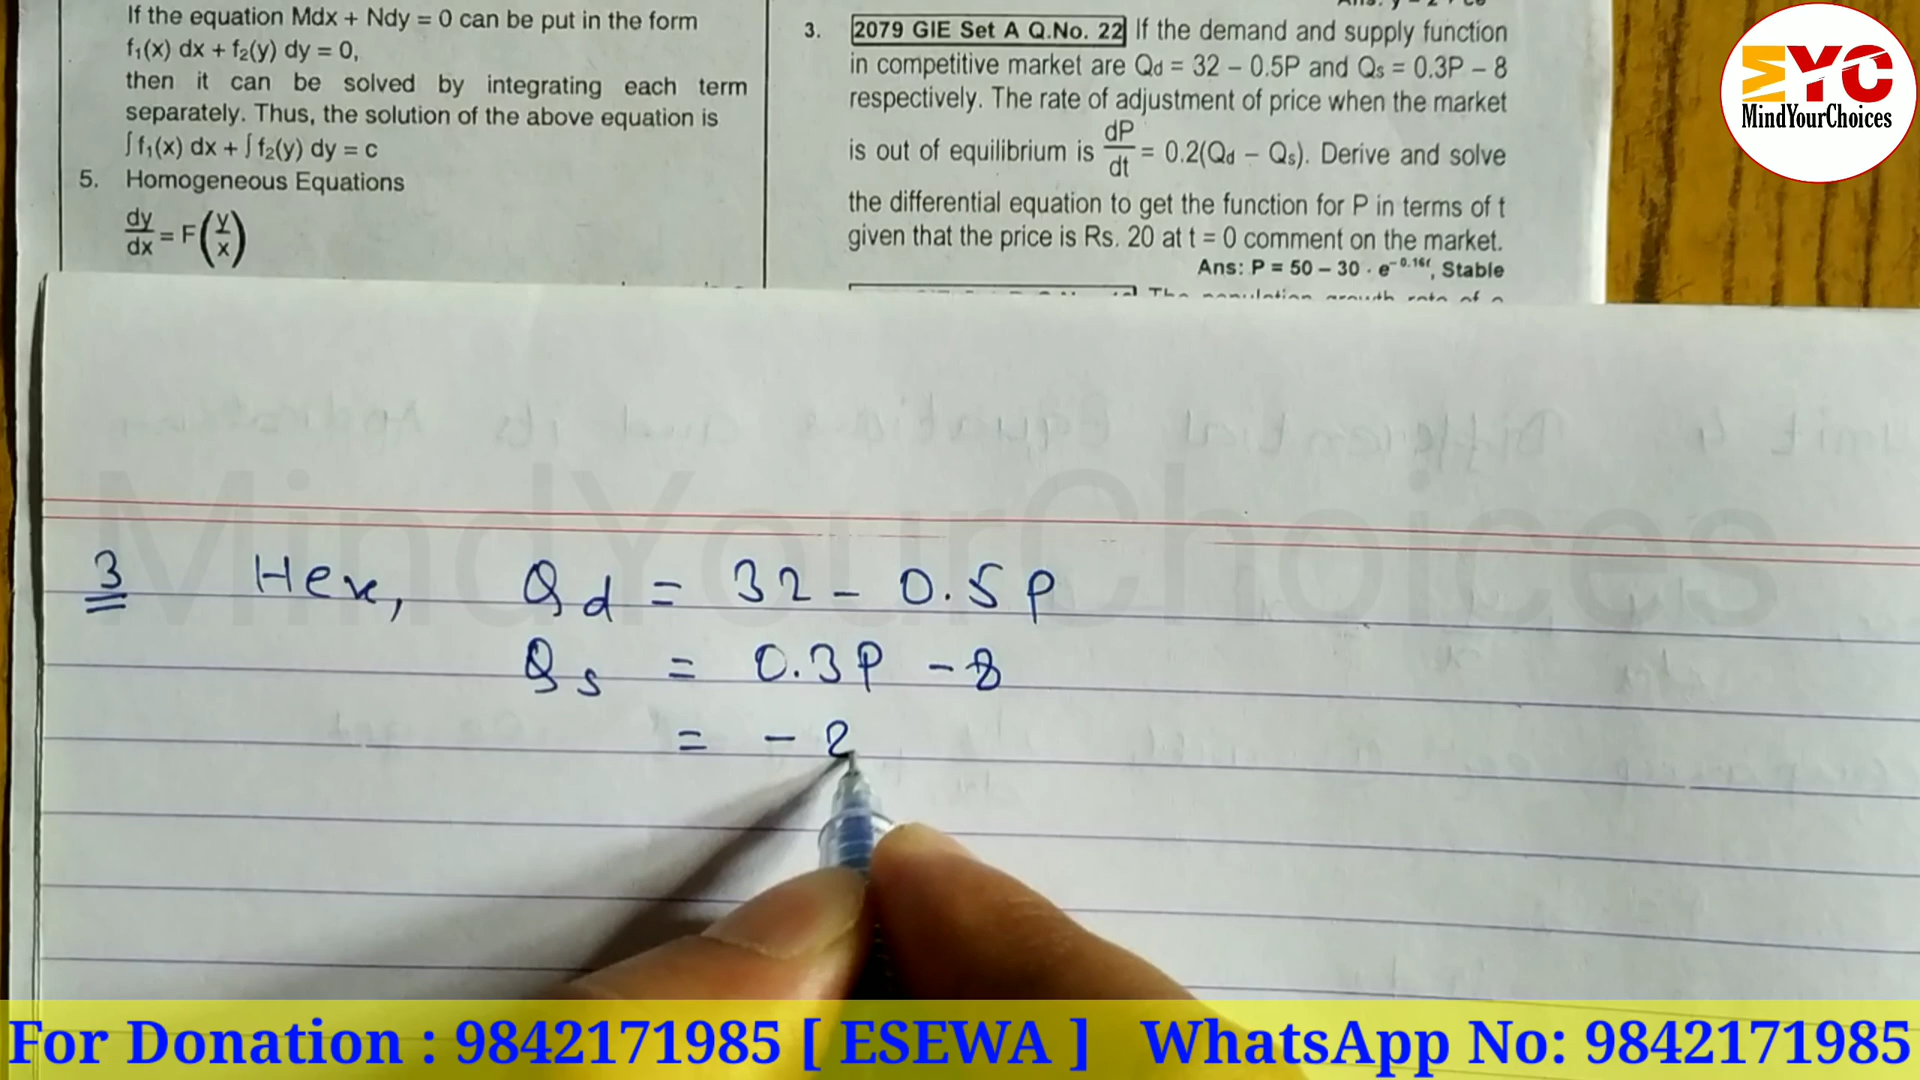 If the equation Mdx + Ndy = 0 can be put in the form
f₁(x) dx + f₂(y) dy = 0,
then it can be solved by integrating each term
separately. Thus, the solution of the above equation is
∫ f₁(x) dx + ∫ f₂(y) dy = c
5. Homogeneous Equations
dy/dx = F(y/x)
3. 2079 GIE Set A Q.No. 22 If the demand and supply function
in competitive market are Qd = 32 – 0.5P and Qs = 0.3P – 8
respectively. The rate of adjustment of price when the market
is out of equilibrium is dP/dt = 0.2(Qd – Qs). Derive and solve
the differential equation to get the function for P in terms of t
given that the price is Rs. 20 at t = 0 comment on the market.
Ans: P = 50 – 30 · e^–0.16t, Stable
The population growth rate of a
MYC
MindYourChoices
MindYourChoices
3 Here, Qd = 32 - 0.5P
Qs = 0.3P - 8
= - 2
For Donation : 9842171985 [ ESEWA ] WhatsApp No: 9842171985